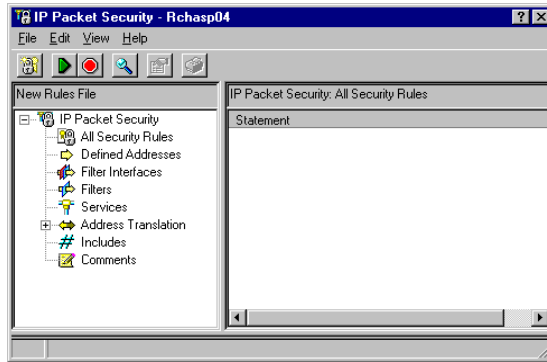 IP Packet Security - Rchasp04
File Edit View Help
New Rules File
IP Packet Security: All Security Rules
IP Packet Security
All Security Rules
Defined Addresses
Filter Interfaces
Filters
Services
Address Translation
Includes
Comments
Statement